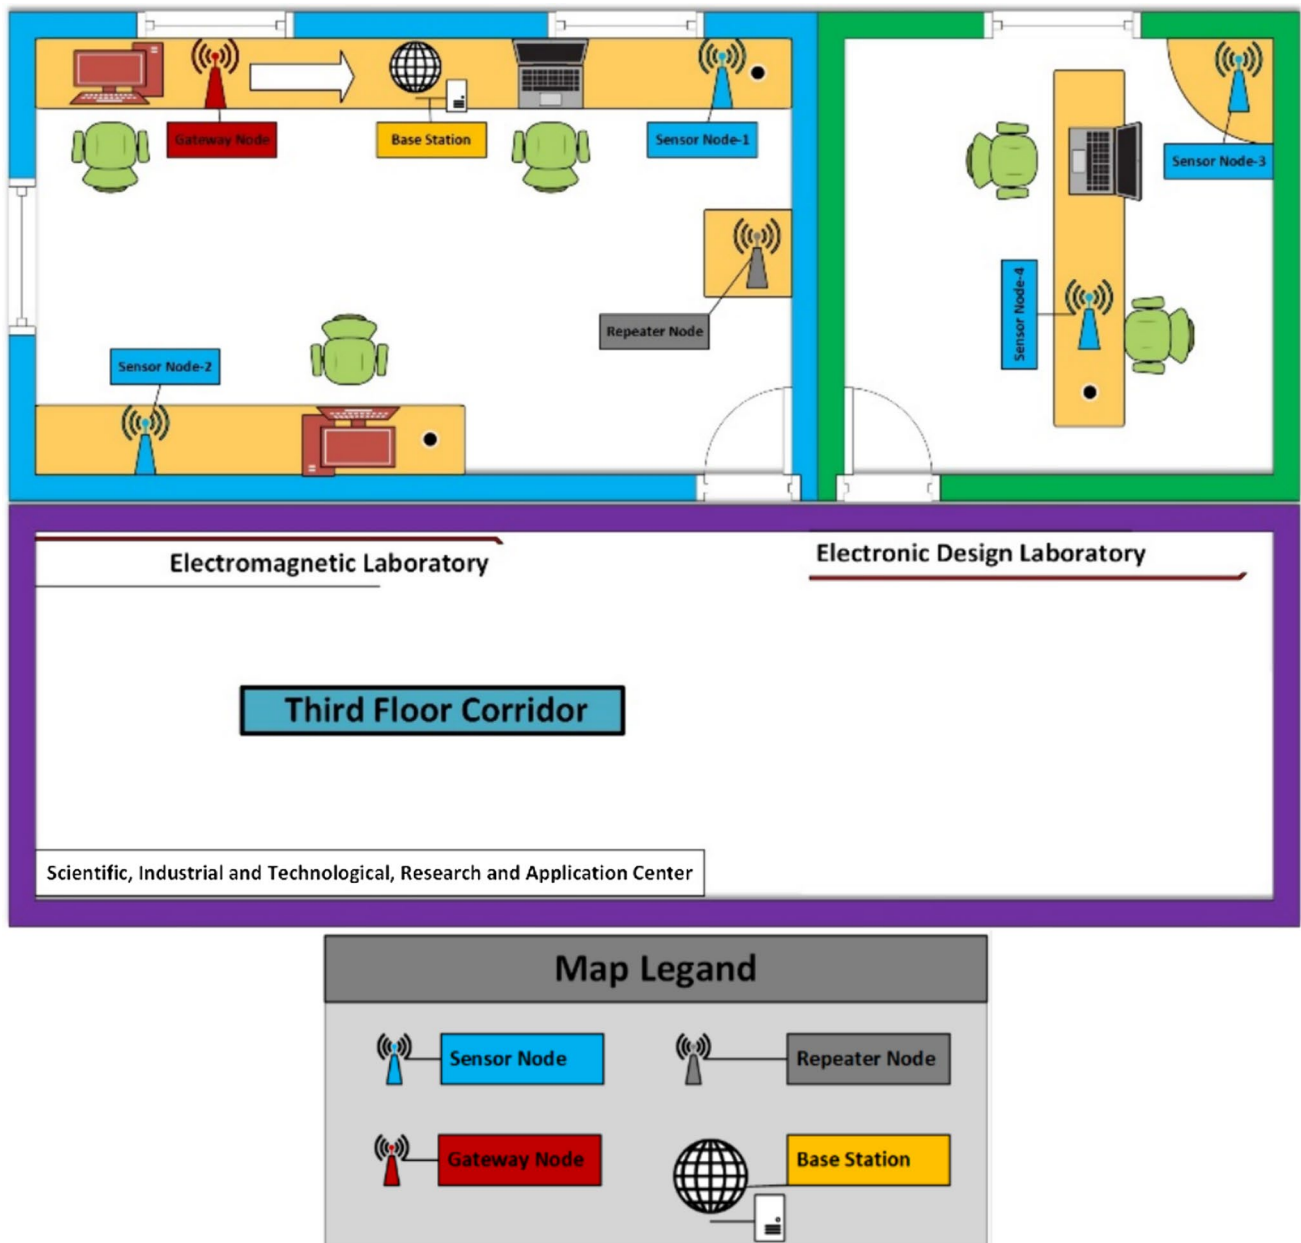 Gateway Node
Base Station
Sensor Node-1
Sensor Node-3
Repeater Node
Sensor Node-4
Sensor Node-2
Electromagnetic Laboratory
Electronic Design Laboratory
Third Floor Corridor
Scientific, Industrial and Technological, Research and Application Center
Map Legand
Sensor Node
Repeater Node
Gateway Node
Base Station